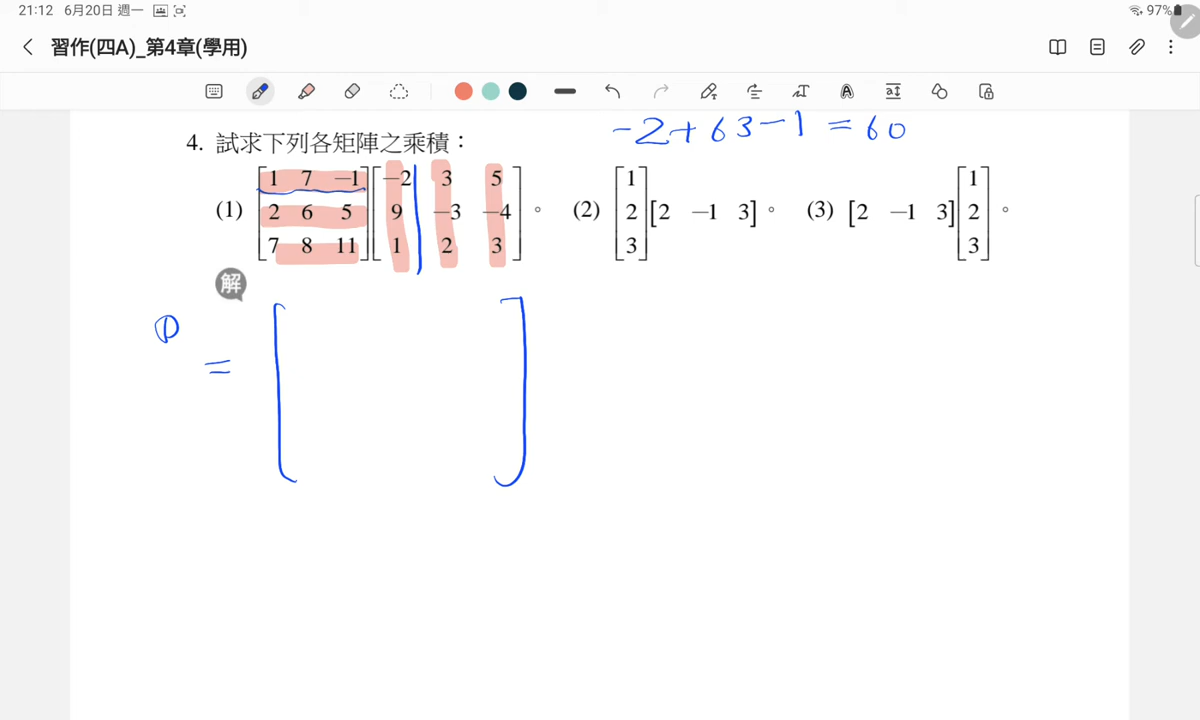 21:12 6月20日 週一 97%
習作(四A)_第4章(學用)
-2+63-1=60
4. 試求下列各矩陣之乘積：
(1) [1 7 −1][−2 3 5]
[2 6 5][9 −3 −4]。
[7 8 11][1 2 3]
(2) [1 2 3][2 −1 3]。
(3) [2 −1 3][1 2 3]。
解
①
= [ ]